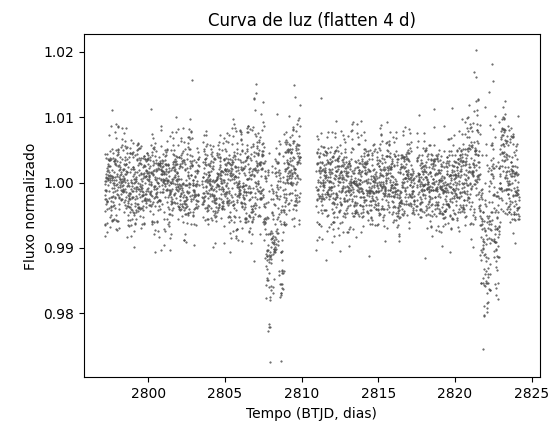 Curva de luz (flatten 4 d)
1.02
1.01
1.00
0.99
0.98
Fluxo normalizado
2800 2805 2810 2815 2820 2825
Tempo (BTJD, dias)